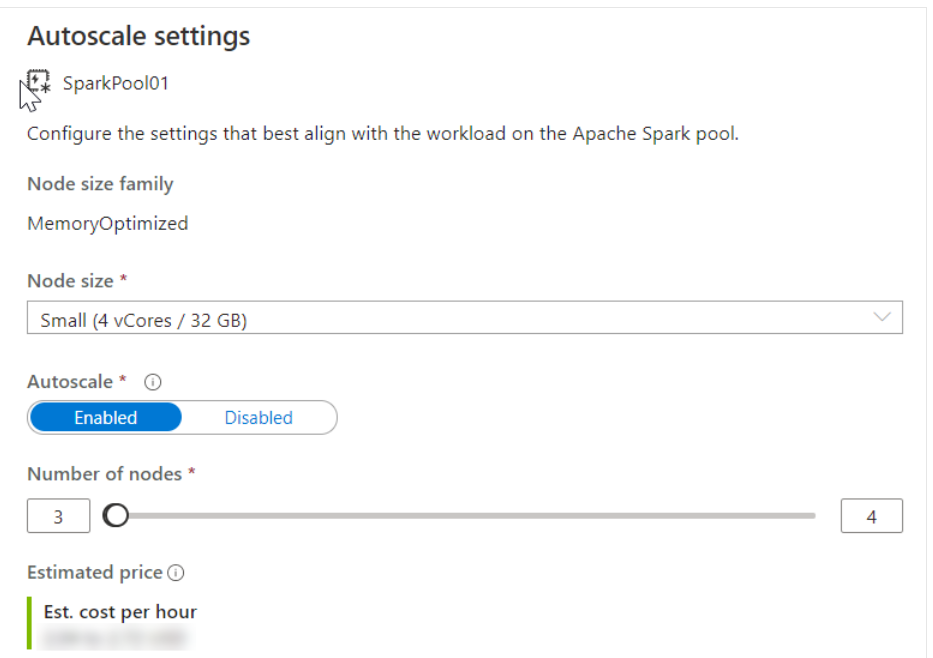 Autoscale settings
SparkPool01
Configure the settings that best align with the workload on the Apache Spark pool.
Node size family
MemoryOptimized
Node size *
Small (4 vCores / 32 GB)
Autoscale *
Enabled Disabled
Number of nodes *
3 4
Estimated price
Est. cost per hour